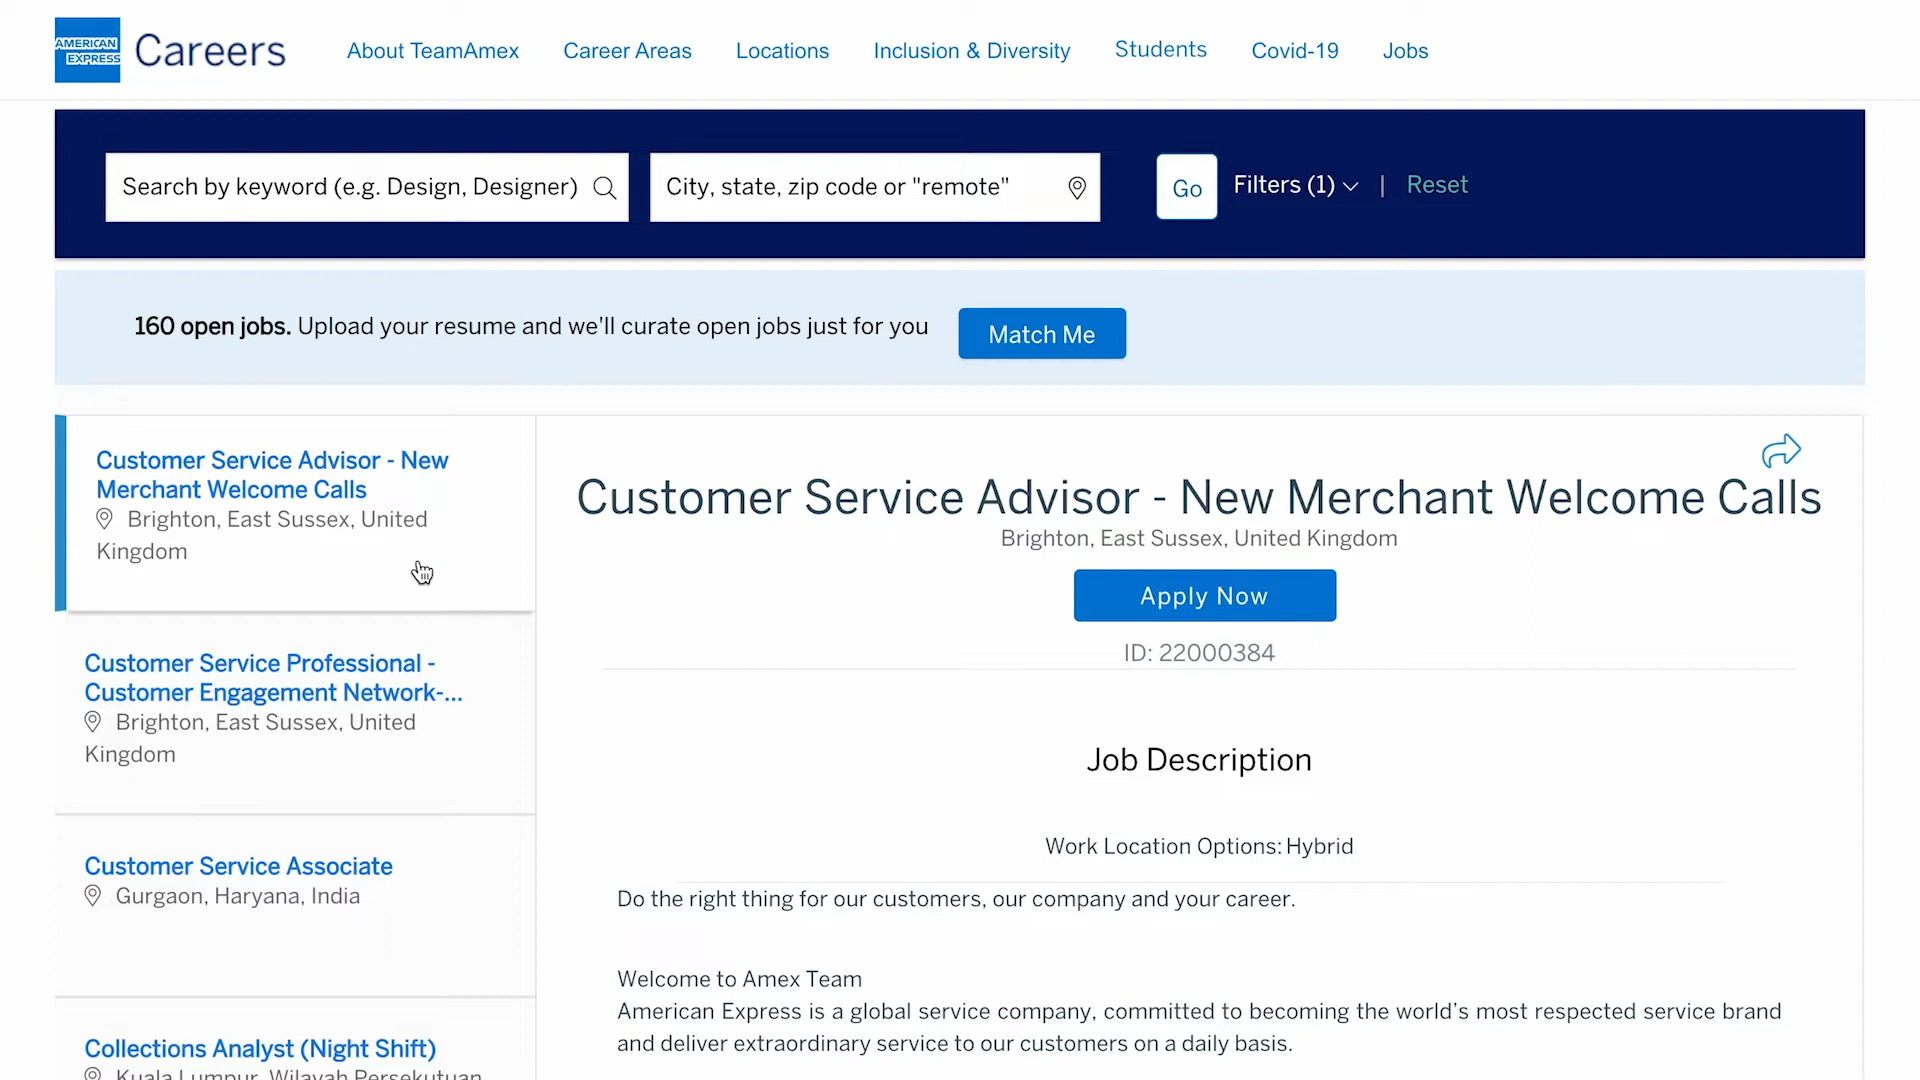 AMERICAN
EXPRESS
Careers
About TeamAmex
Career Areas
Locations
Inclusion & Diversity
Students
Covid-19
Jobs
Search by keyword (e.g. Design, Designer)
City, state, zip code or "remote"
Go
Filters (1)
|
Reset
160 open jobs. Upload your resume and we'll curate open jobs just for you
Match Me
Customer Service Advisor - New
Merchant Welcome Calls
Brighton, East Sussex, United
Kingdom
Customer Service Professional -
Customer Engagement Network-...
Brighton, East Sussex, United
Kingdom
Customer Service Associate
Gurgaon, Haryana, India
Collections Analyst (Night Shift)
Kuala Lumpur, Wilayah Persekutuan
Customer Service Advisor - New Merchant Welcome Calls
Brighton, East Sussex, United Kingdom
Apply Now
ID: 22000384
Job Description
Work Location Options: Hybrid
Do the right thing for our customers, our company and your career.
Welcome to Amex Team
American Express is a global service company, committed to becoming the world’s most respected service brand
and deliver extraordinary service to our customers on a daily basis.